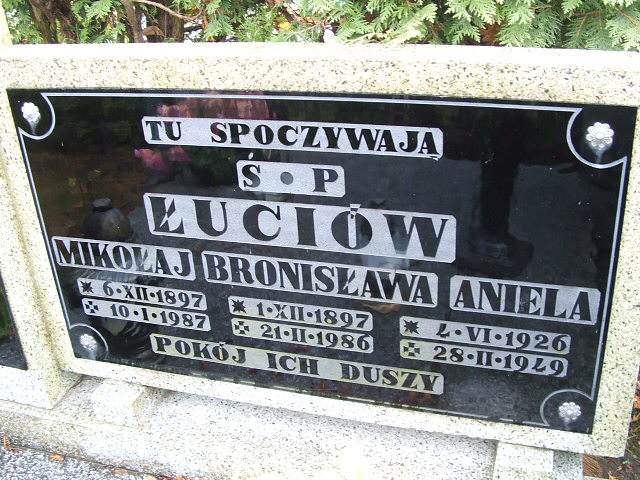 TU SPOCZYWAJĄ
Ś•P
ŁUCIÓW
MIKOŁAJ BRONISŁAWA ANIELA
6•XII•1897 1•XII•1897 4•VI•1926
10•I•1987 21•II•1986 28•II•1949
POKÓJ ICH DUSZY